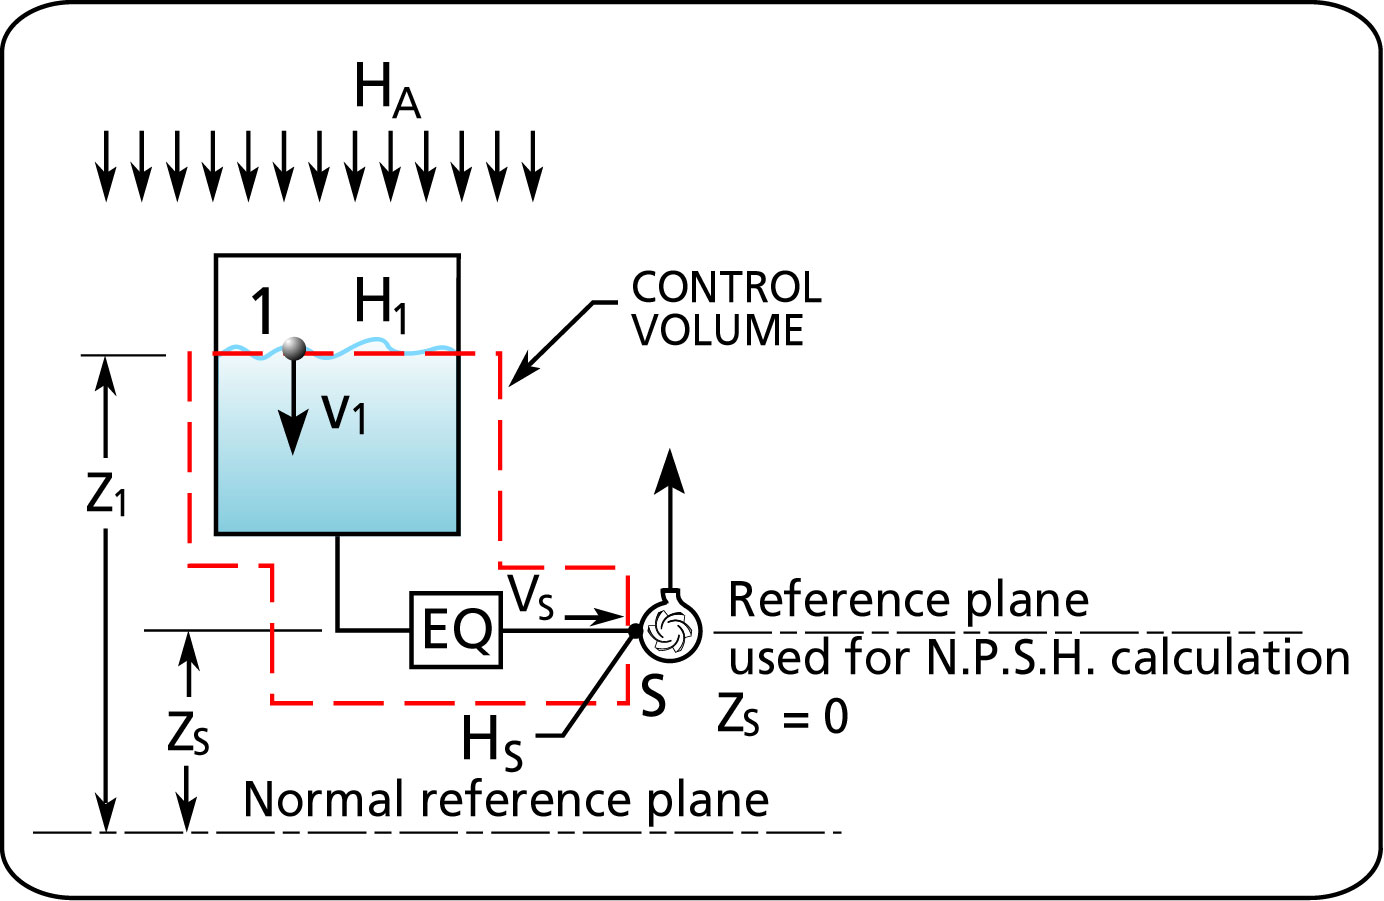 HA
1 H1
CONTROL
VOLUME
v1
Z1
EQ
VS
Reference plane
used for N.P.S.H. calculation
ZS = 0
S
ZS
HS
Normal reference plane